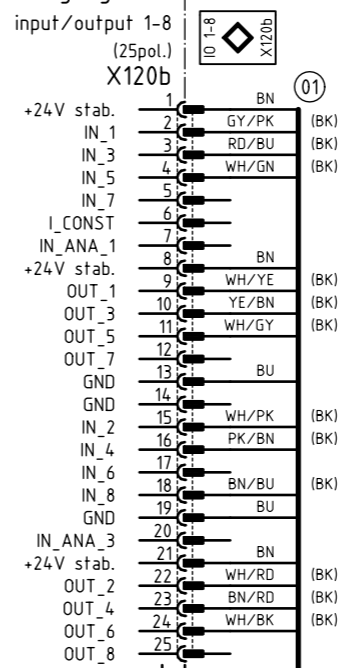 input/output 1-8
(25pol.)
X120b
IO 1-8
X120b
01
+24V stab. 1 BN
IN_1 2 GY/PK (BK)
IN_3 3 RD/BU (BK)
IN_5 4 WH/GN (BK)
IN_7 5
I_CONST 6
IN_ANA_1 7
+24V stab. 8 BN
OUT_1 9 WH/YE (BK)
OUT_3 10 YE/BN (BK)
OUT_5 11 WH/GY (BK)
OUT_7 12
GND 13 BU
GND 14
IN_2 15 WH/PK (BK)
IN_4 16 PK/BN (BK)
IN_6 17
IN_8 18 BN/BU (BK)
GND 19 BU
IN_ANA_3 20
+24V stab. 21 BN
OUT_2 22 WH/RD (BK)
OUT_4 23 BN/RD (BK)
OUT_6 24 WH/BK (BK)
OUT_8 25